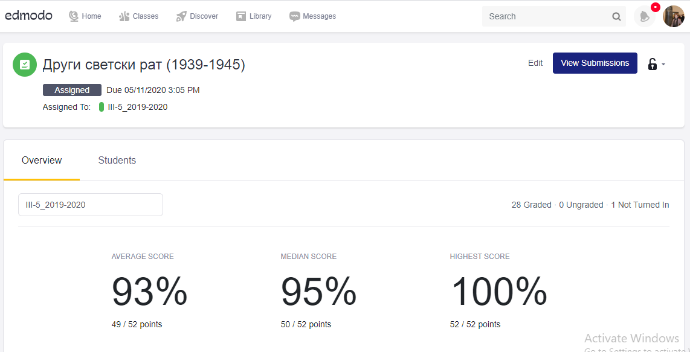 edmodo Home Classes Discover Library Messages Search
Други светски рат (1939-1945) Edit View Submissions
Assigned Due 05/11/2020 3:05 PM
Assigned To: III-5_2019-2020
Overview Students
III-5_2019-2020 28 Graded · 0 Ungraded · 1 Not Turned In
AVERAGE SCORE MEDIAN SCORE HIGHEST SCORE
93% 95% 100%
49 / 52 points 50 / 52 points 52 / 52 points
Activate Windows
Go to Settings to activate